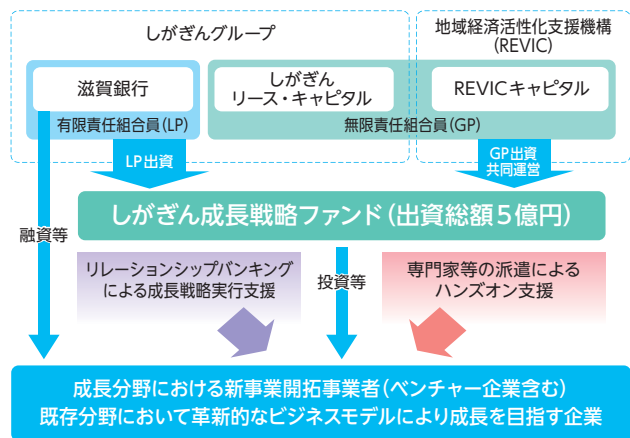 しがぎんグループ
地域経済活性化支援機構
(REVIC)
滋賀銀行
しがぎん
リース・キャピタル
REVICキャピタル
有限責任組合員(LP)
無限責任組合員(GP)
LP出資
GP出資
共同運営
しがぎん成長戦略ファンド(出資総額5億円)
融資等
リレーションシップバンキング
による成長戦略実行支援
投資等
専門家等の派遣による
ハンズオン支援
成長分野における新事業開拓事業者(ベンチャー企業含む)
既存分野において革新的なビジネスモデルにより成長を目指す企業